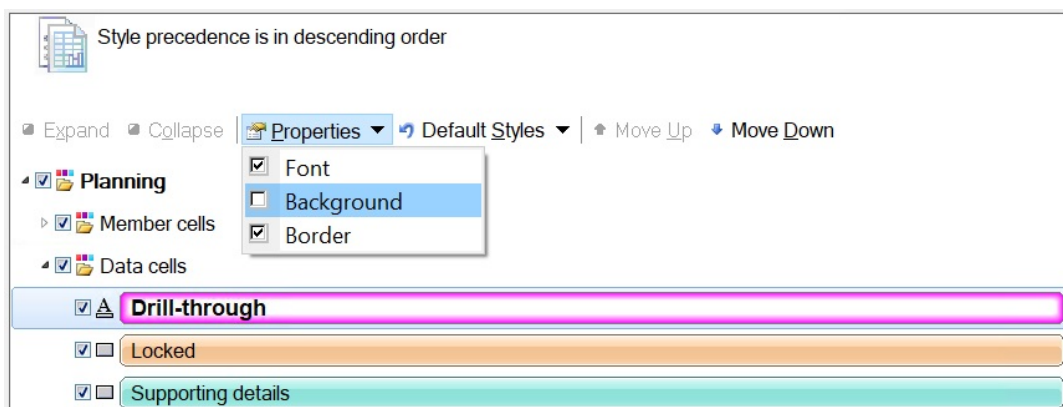 Style precedence is in descending order
Expand Collapse Properties Default Styles Move Up Move Down
Font
Planning
Background
Member cells
Border
Data cells
Drill-through
Locked
Supporting details